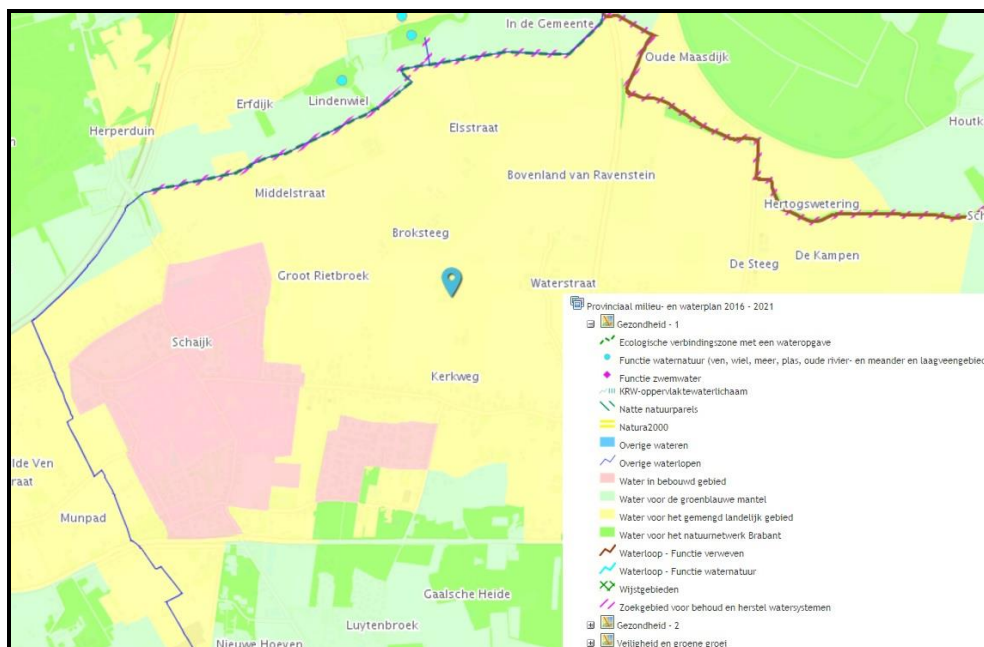 In de Gemeente
Oude Maasdijk
Erfdijk
Lindenwiel
Houtk
Herperduin
Elsstraat
Bovenland van Ravenstein
Middelstraat
Hertogswetering
Sch
Broksteeg
De Kampen
De Steeg
Groot Rietbroek
Waterstraat
Schaijk
Kerkweg
lde Ven
raat
Munpad
Gaalsche Heide
Luytenbroek
Nieuwe Hoeven
Provinciaal milieu- en waterplan 2016 - 2021
Gezondheid - 1
Ecologische verbindingszone met een wateropgave
Functie waternatuur (ven, wiel, meer, plas, oude rivier- en meander en laagveengebied
Functie zwemwater
KRW-oppervlaktewaterlichaam
Natte natuurparels
Natura2000
Overige wateren
Overige waterlopen
Water in bebouwd gebied
Water voor de groenblauwe mantel
Water voor het gemengd landelijk gebied
Water voor het natuurnetwerk Brabant
Waterloop - Functie verweven
Waterloop - Functie waternatuur
Wijstgebieden
Zoekgebied voor behoud en herstel watersystemen
Gezondheid - 2
Veiligheid en groene groei